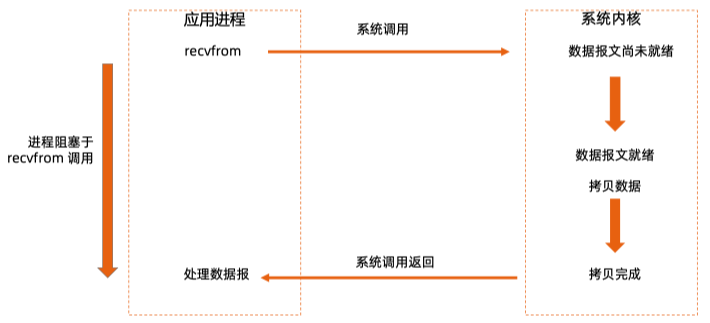 应用进程
系统内核
recvfrom
系统调用
数据报文尚未就绪
进程阻塞于
recvfrom 调用
数据报文就绪
拷贝数据
处理数据报
系统调用返回
拷贝完成